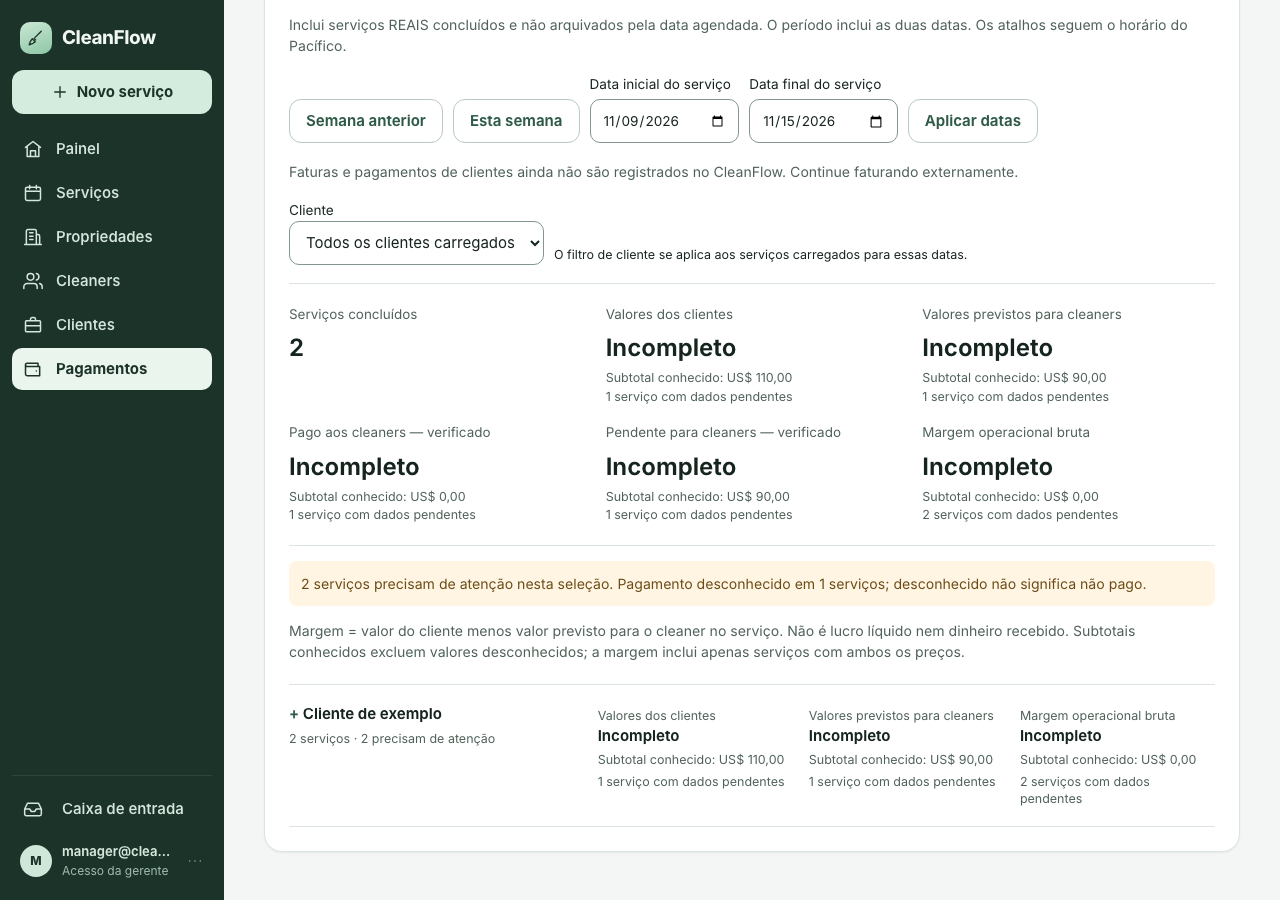 CleanFlow
+ Novo serviço
Painel
Serviços
Propriedades
Cleaners
Clientes
Pagamentos
Caixa de entrada
M
manager@clea...
Acesso da gerente
...
Inclui serviços REAIS concluídos e não arquivados pela data agendada. O período inclui as duas datas. Os atalhos seguem o horário do
Pacífico.
Data inicial do serviço
Data final do serviço
Semana anterior
Esta semana
11/09/2026
11/15/2026
Aplicar datas
Faturas e pagamentos de clientes ainda não são registrados no CleanFlow. Continue faturando externamente.
Cliente
Todos os clientes carregados
O filtro de cliente se aplica aos serviços carregados para essas datas.
Serviços concluídos
2
Valores dos clientes
Incompleto
Subtotal conhecido: US$ 110,00
1 serviço com dados pendentes
Valores previstos para cleaners
Incompleto
Subtotal conhecido: US$ 90,00
1 serviço com dados pendentes
Pago aos cleaners — verificado
Incompleto
Subtotal conhecido: US$ 0,00
1 serviço com dados pendentes
Pendente para cleaners — verificado
Incompleto
Subtotal conhecido: US$ 90,00
1 serviço com dados pendentes
Margem operacional bruta
Incompleto
Subtotal conhecido: US$ 0,00
2 serviços com dados pendentes
2 serviços precisam de atenção nesta seleção. Pagamento desconhecido em 1 serviços; desconhecido não significa não pago.
Margem = valor do cliente menos valor previsto para o cleaner no serviço. Não é lucro líquido nem dinheiro recebido. Subtotais
conhecidos excluem valores desconhecidos; a margem inclui apenas serviços com ambos os preços.
+ Cliente de exemplo
2 serviços · 2 precisam de atenção
Valores dos clientes
Incompleto
Subtotal conhecido: US$ 110,00
1 serviço com dados pendentes
Valores previstos para cleaners
Incompleto
Subtotal conhecido: US$ 90,00
1 serviço com dados pendentes
Margem operacional bruta
Incompleto
Subtotal conhecido: US$ 0,00
2 serviços com dados
pendentes